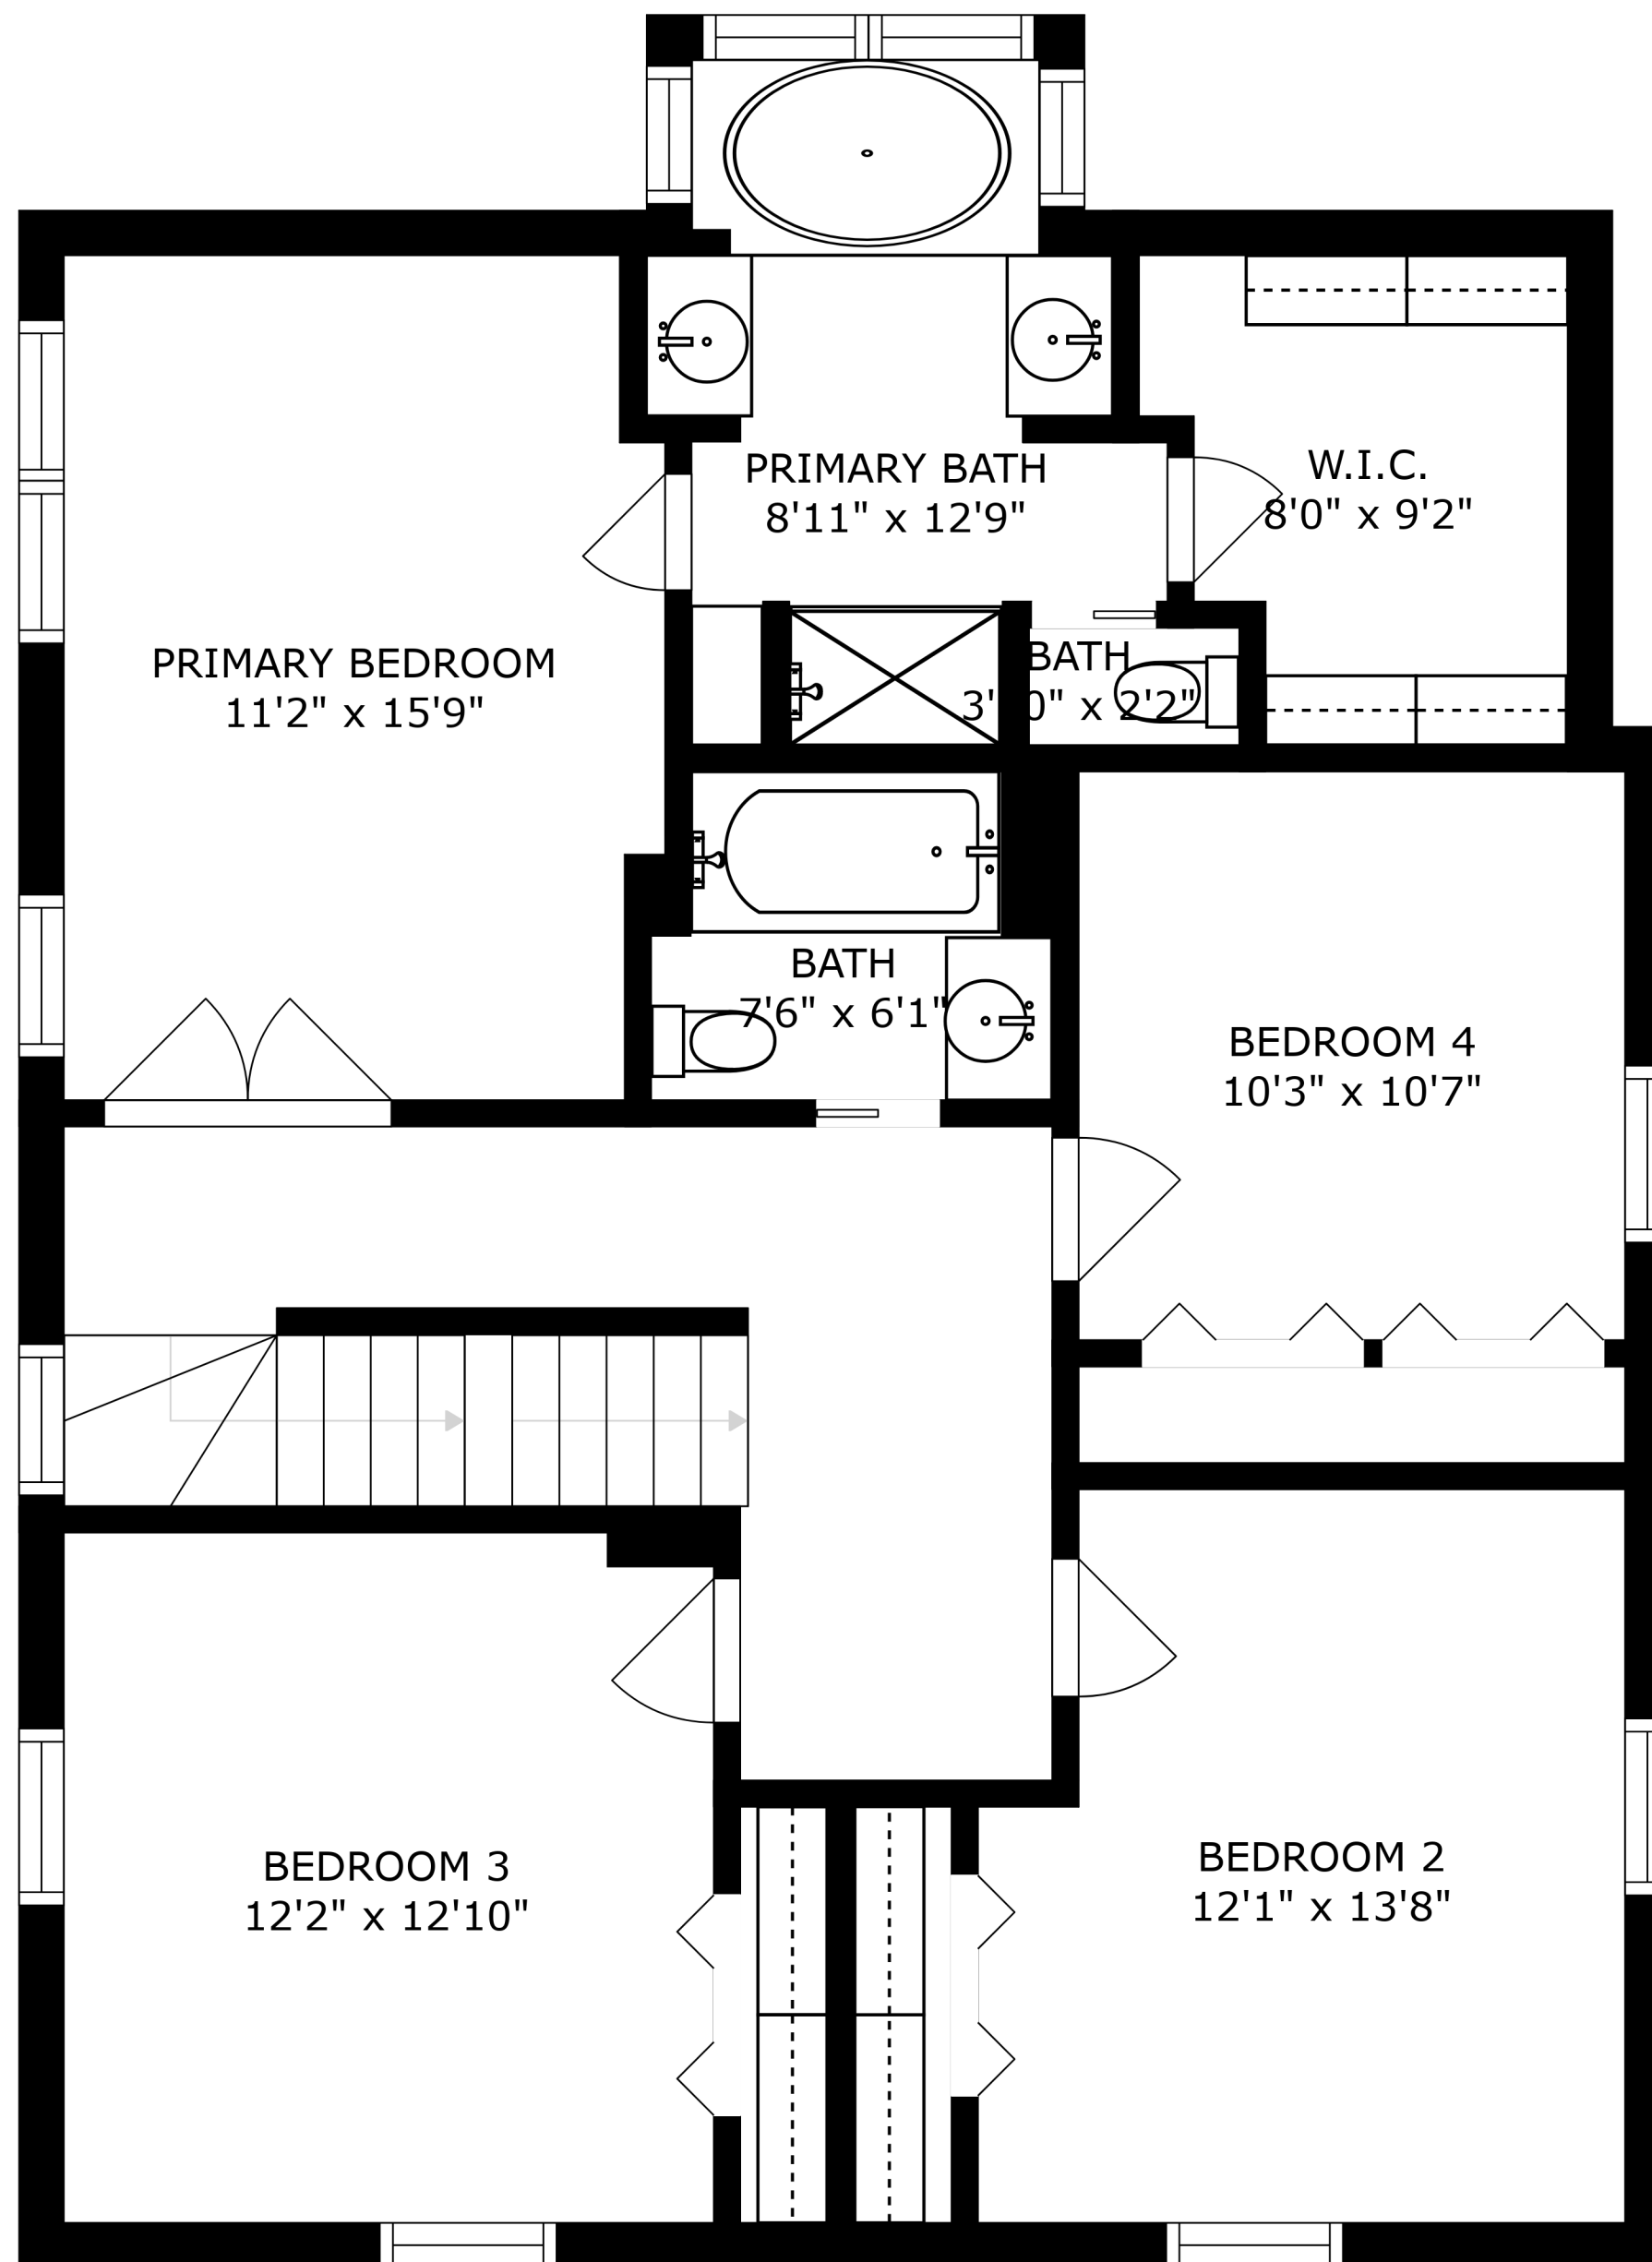 PRIMARY BATH
8'11" x 12'9"
W.I.C.
8'0" x 9'2"
PRIMARY BEDROOM
11'2" x 15'9"
BATH
2'2"
BATH
7'6" x 6'1"
BEDROOM 4
10'3" x 10'7"
BEDROOM 3
12'2" x 12'10"
BEDROOM 2
12'1" x 13'8"